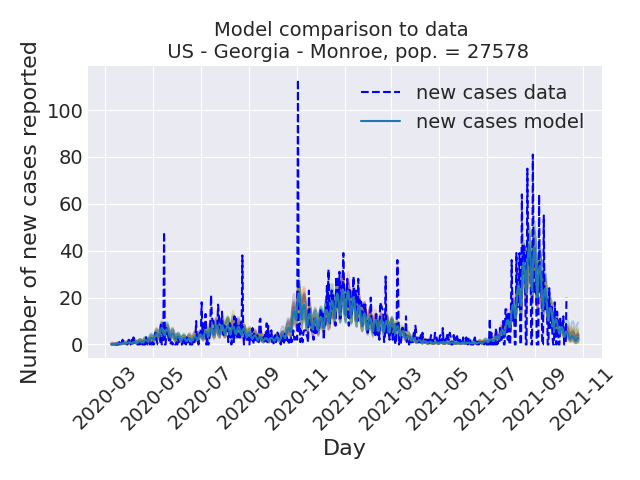 Model comparison to data
US - Georgia - Monroe, pop. = 27578
Number of new cases reported
100
80
60
40
20
0
new cases data
new cases model
2020-03
2020-05
2020-07
2020-09
2020-11
2021-01
2021-03
2021-05
2021-07
2021-09
2021-11
Day